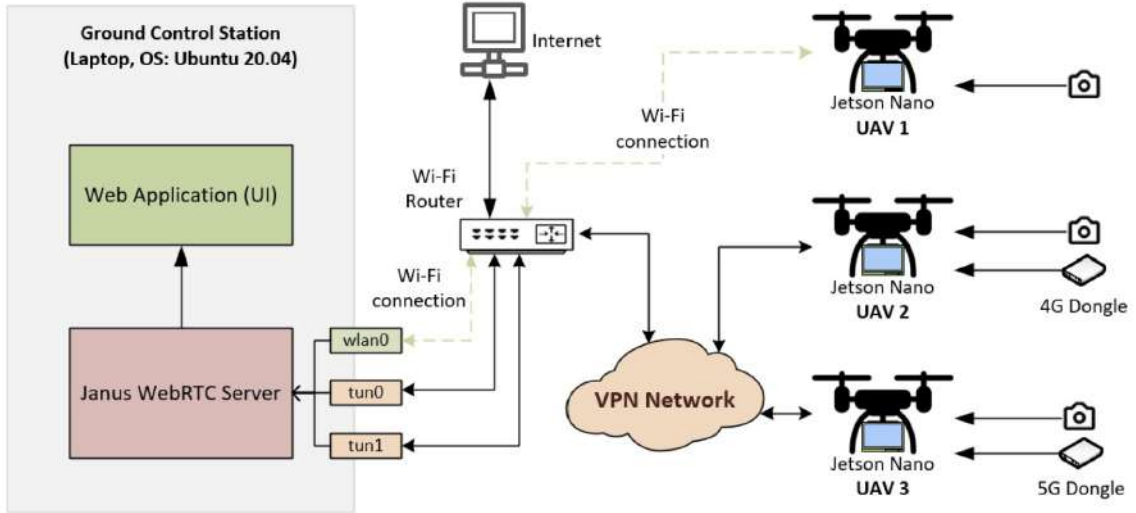 Ground Control Station
(Laptop, OS: Ubuntu 20.04)
Web Application (UI)
Janus WebRTC Server
wlan0
tun0
tun1
Wi-Fi
connection
Wi-Fi
Router
Internet
Wi-Fi
connection
VPN Network
Jetson Nano
UAV 1
Jetson Nano
UAV 2
4G Dongle
Jetson Nano
UAV 3
5G Dongle